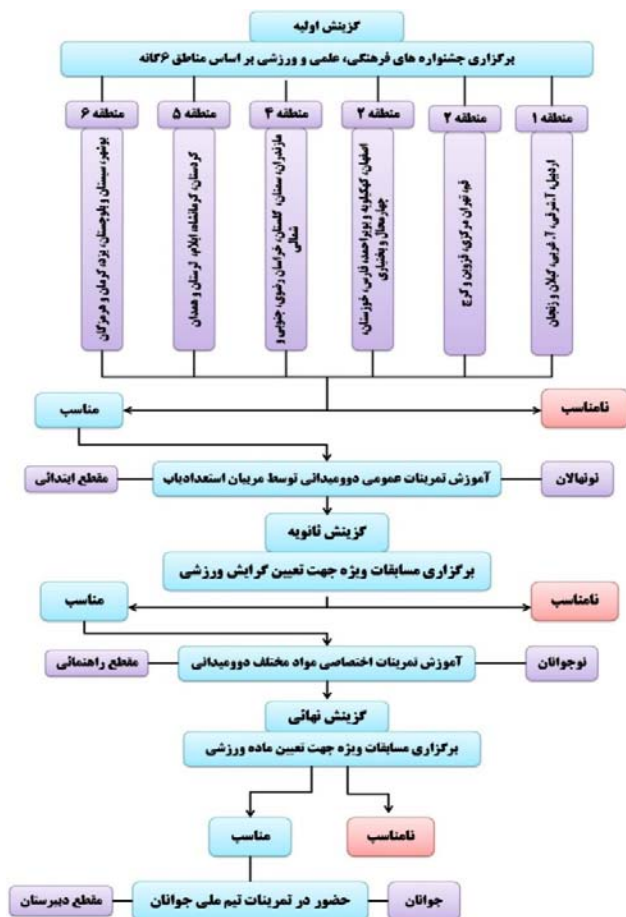 گزینش اولیه
برگزاری جشنواره های فرهنگی، علمی و ورزشی بر اساس مناطق ۶گانه
منطقه ۱
منطقه ۲
منطقه ۲
منطقه ۴
منطقه ۵
منطقه ۶
اردبیل، آ.شرقی، آ.غربی، گیلان و زنجان
قم، تهران مرکزی، قزوین و کرج
اصفهان، کهگیلویه و بویراحمد، فارس، خوزستان،
چهارمحال و بختیاری
مازندران، سمنان، گلستان، خراسان رضوی، جنوبی و
شمالی
کردستان، کرمانشاه، ایلام، لرستان و همدان
بوشهر، سیستان و بلوچستان، یزد، کرمان و هرمزگان
نامناسب
مناسب
نونهالان
آموزش تمرینات عمومی دوومیدانی توسط مربیان استعدادیاب
مقطع ابتدائی
گزینش ثانویه
برگزاری مسابقات ویژه جهت تعیین گرایش ورزشی
نامناسب
مناسب
نوجوانان
آموزش تمرینات اختصاصی مواد مختلف دوومیدانی
مقطع راهنمائی
گزینش نهائی
برگزاری مسابقات ویژه جهت تعیین ماده ورزشی
نامناسب
مناسب
جوانان
حضور در تمرینات تیم ملی جوانان
مقطع دبیرستان